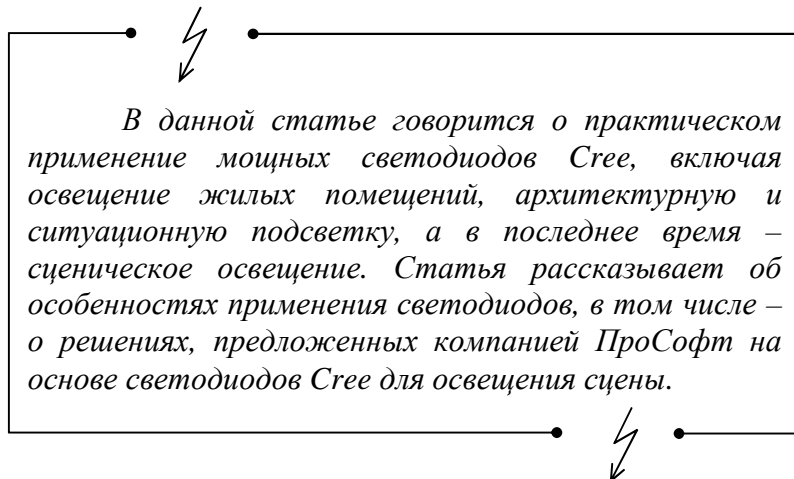 В данной статье говорится о практическом
применение мощных светодиодов Cree, включая
освещение жилых помещений, архитектурную и
ситуационную подсветку, а в последнее время –
сценическое освещение. Статья рассказывает об
особенностях применения светодиодов, в том числе –
о решениях, предложенных компанией ПроСофт на
основе светодиодов Cree для освещения сцены.